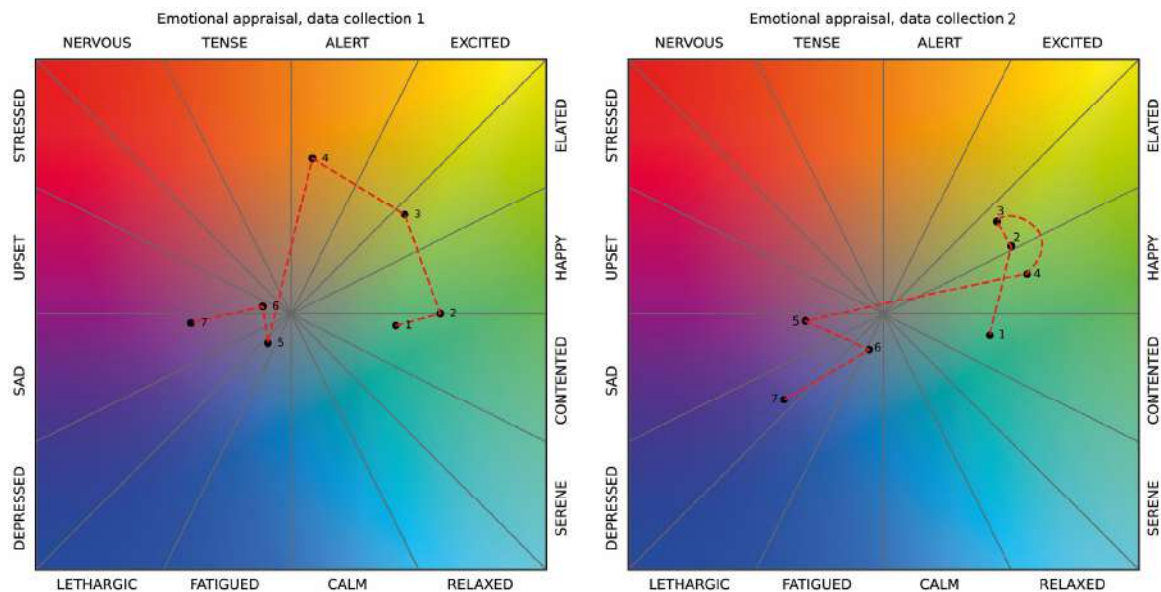 Emotional appraisal, data collection 1
NERVOUS TENSE ALERT EXCITED
STRESSED
UPSET
SAD
DEPRESSED
ELATED
HAPPY
CONTENTED
SERENE
4
3
6
2
7
1
5
LETHARGIC FATIGUED CALM RELAXED
Emotional appraisal, data collection 2
NERVOUS TENSE ALERT EXCITED
STRESSED
UPSET
SAD
DEPRESSED
ELATED
HAPPY
CONTENTED
SERENE
3
2
4
5
1
6
7
LETHARGIC FATIGUED CALM RELAXED